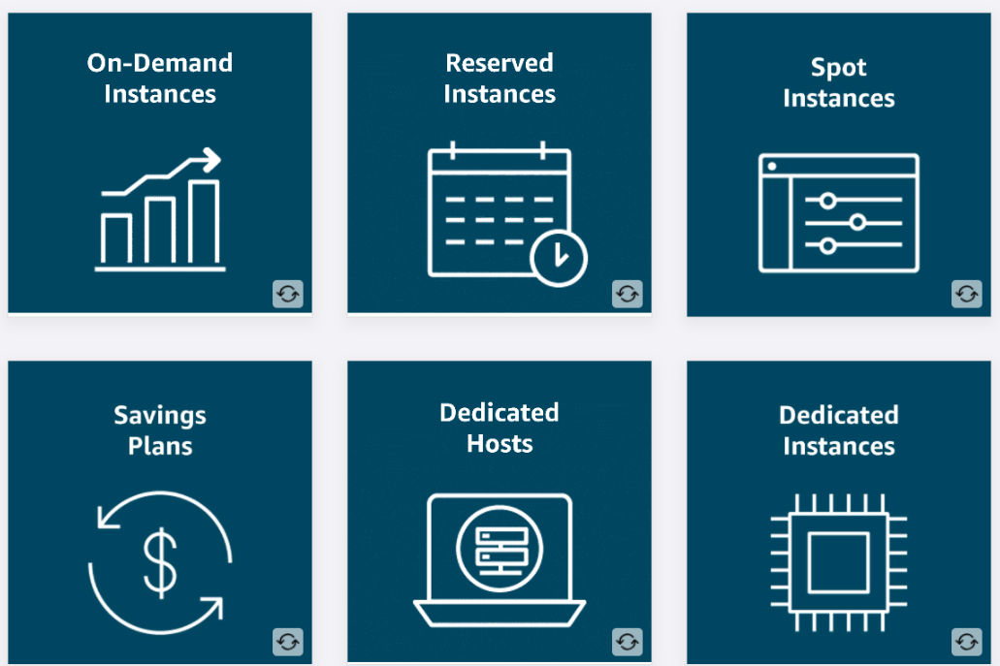 On-Demand
Instances
Reserved
Instances
Spot
Instances
Savings
Plans
$
Dedicated
Hosts
Dedicated
Instances